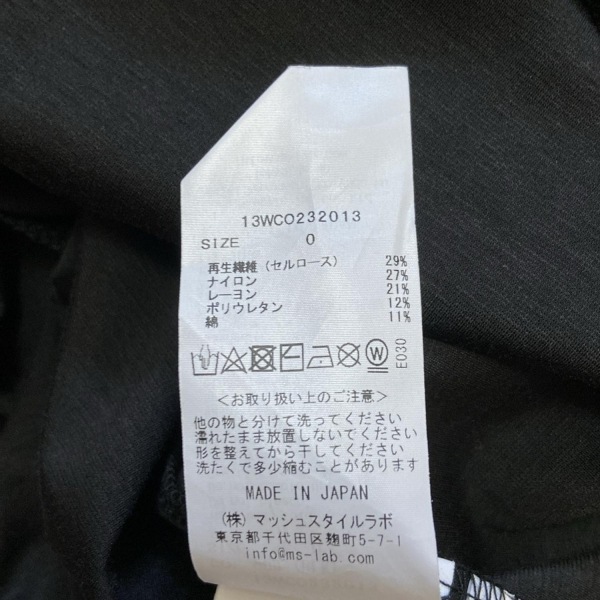 13WCO232013
SIZE 0
再生繊維(セルロース) 29%
ナイロン 27%
レーヨン 21%
ポリウレタン 12%
綿 11%
W E030
<お取り扱い上のご注意>
他の物と分けて洗ってください
濡れたまま放置しないでください
形を整えてから干してください
洗たくで多少縮むことがあります
MADE IN JAPAN
(株) マッシュスタイルラボ
東京都千代田区麹町5-7-1
info@ms-lab.com